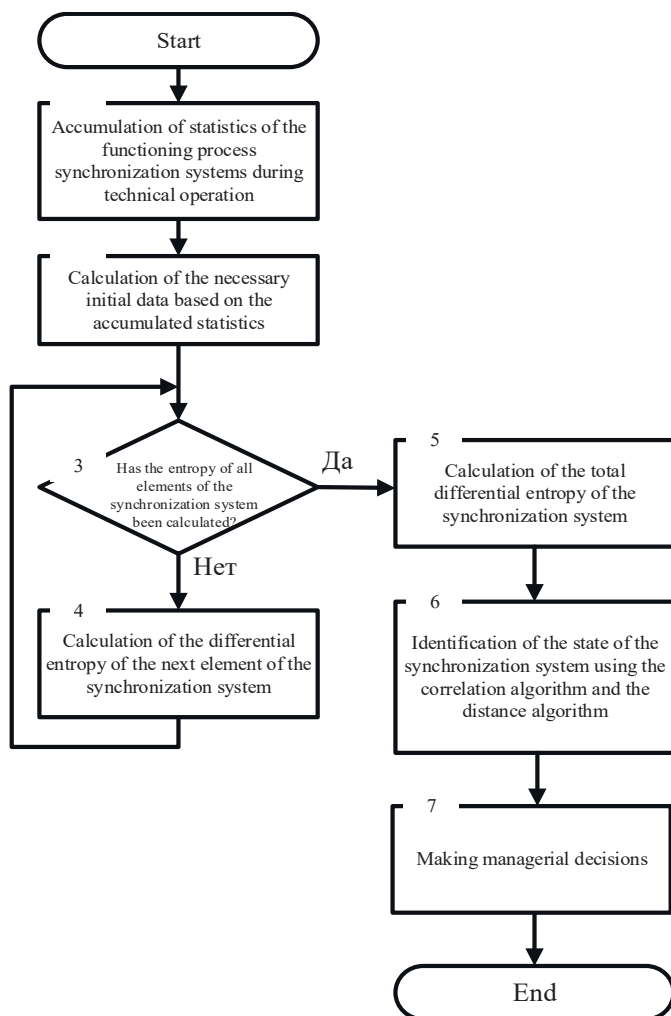 Start
Accumulation of statistics of the
functioning process
synchronization systems during
technical operation
Calculation of the necessary
initial data based on the
accumulated statistics
3
Has the entropy of all
elements of the
synchronization system
been calculated?
Да
Нет
4
Calculation of the differential
entropy of the next element of the
synchronization system
5
Calculation of the total
differential entropy of the
synchronization system
6
Identification of the state of the
synchronization system using the
correlation algorithm and the
distance algorithm
7
Making managerial decisions
End